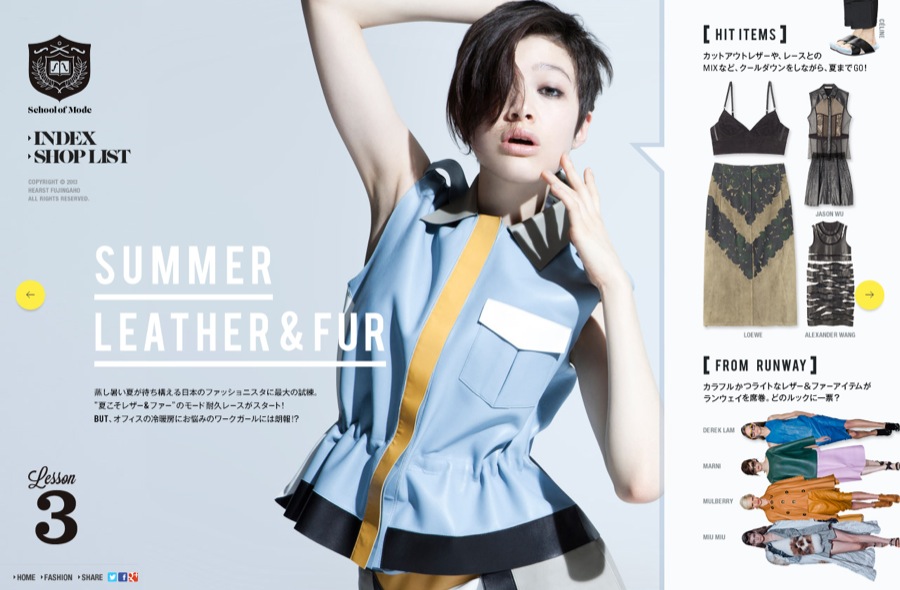 School of Mode
INDEX
SHOP LIST
COPYRIGHT © 2013
HEARST FUJINGAHO
ALL RIGHTS RESERVED.
SUMMER
LEATHER & FUR
蒸し暑い夏が待ち構える日本のファッショニスタに最大の試練。
"夏こそレザー&ファー"のモード耐久レースがスタート!
BUT、オフィスの冷暖房にお悩みのワークガールには朗報!?
Lesson
3
HOME FASHION SHARE
[ HIT ITEMS ]
カットアウトレザーや、レースとの
MIXなど、クールダウンをしながら、夏までGO!
CÉLINE
JASON WU
LOEWE
ALEXANDER WANG
[ FROM RUNWAY ]
カラフルかつライトなレザー&ファーアイテムが
ランウェイを席巻。どのルックに一票?
DEREK LAM
MARNI
MULBERRY
MIU MIU